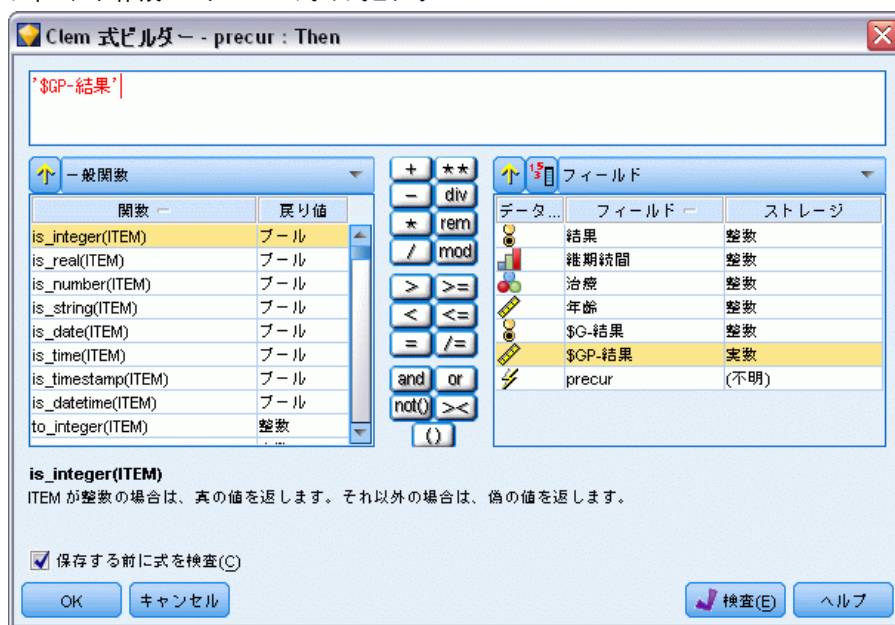 Clem 式ビルダー - precur : Then
'$GP-結果'
一般関数
関数 戻り値
is_integer(ITEM) ブール
is_real(ITEM) ブール
is_number(ITEM) ブール
is_string(ITEM) ブール
is_date(ITEM) ブール
is_time(ITEM) ブール
is_timestamp(ITEM) ブール
is_datetime(ITEM) ブール
to_integer(ITEM) 整数
+ **
- div
* rem
/ mod
> >=
< <=
= /=
and or
not() ><
()
フィールド
データ... フィールド ストレージ
結果 整数
継期続間 整数
治療 整数
年齢 整数
$G-結果 整数
$GP-結果 実数
precur (不明)
is_integer(ITEM)
ITEM が整数の場合は、真の値を返します。それ以外の場合は、偽の値を返します。
保存する前に式を検査(C)
OK キャンセル 検査(E) ヘルプ